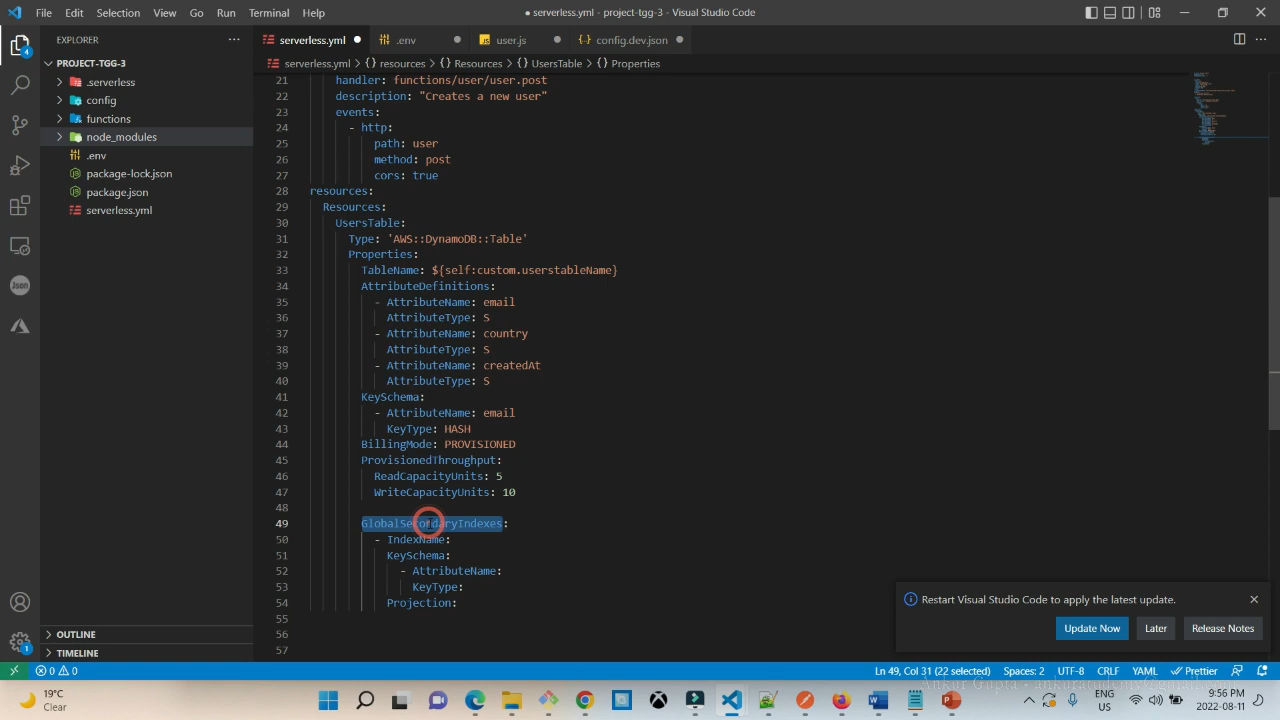 File Edit Selection View Go Run Terminal Help
● serverless.yml - project-tgg-3 - Visual Studio Code
EXPLORER
serverless.yml
.env
user.js
config.dev.json
PROJECT-TGG-3
serverless.yml > {} resources > {} Resources > {} UsersTable > {} Properties
.serverless
config
functions
node_modules
.env
package-lock.json
package.json
serverless.yml
21 handler: functions/user/user.post
22 description: "Creates a new user"
23 events:
24 - http:
25 path: user
26 method: post
27 cors: true
28 resources:
29 Resources:
30 UsersTable:
31 Type: 'AWS::DynamoDB::Table'
32 Properties:
33 TableName: ${self:custom.userstableName}
34 AttributeDefinitions:
35 - AttributeName: email
36 AttributeType: S
37 - AttributeName: country
38 AttributeType: S
39 - AttributeName: createdAt
40 AttributeType: S
41 KeySchema:
42 - AttributeName: email
43 KeyType: HASH
44 BillingMode: PROVISIONED
45 ProvisionedThroughput:
46 ReadCapacityUnits: 5
47 WriteCapacityUnits: 10
48
49 GlobalSecondaryIndexes:
50 - IndexName:
51 KeySchema:
52 - AttributeName:
53 KeyType:
54 Projection:
55
56
57
Json
4
1
OUTLINE
TIMELINE
Restart Visual Studio Code to apply the latest update.
Update Now
Later
Release Notes
0 0
Ln 49, Col 31 (22 selected)
Spaces: 2
UTF-8
CRLF
YAML
Prettier
19°C
Clear
ENG
US
9:56 PM
2022-08-11